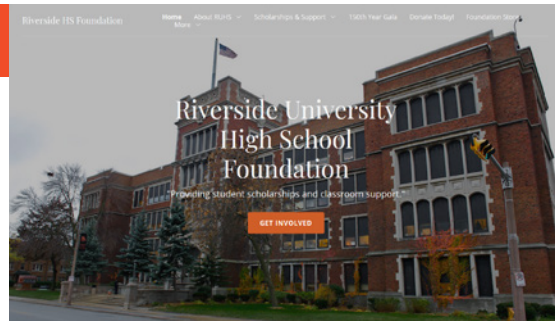 Riverside HS Foundation
Home About RUHS Scholarships & Support 150th Year Gala Donate Today! Foundation Store
More
Riverside University
High School
Foundation
"Providing student scholarships and classroom support."
GET INVOLVED